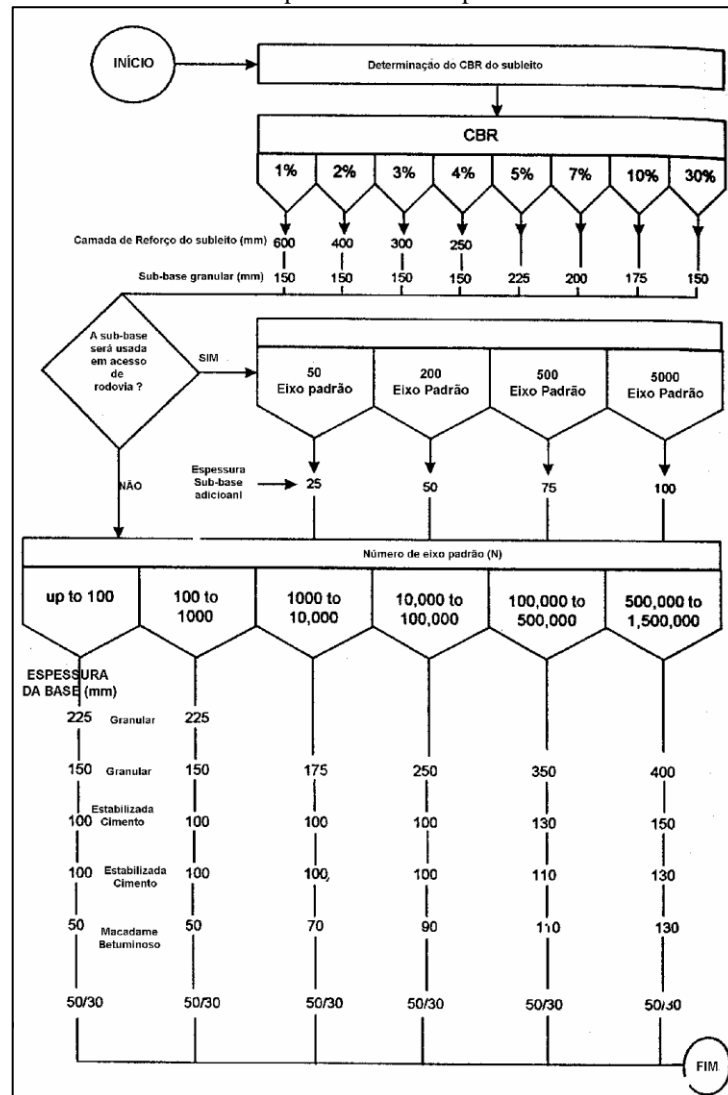 INÍCIO
Determinação do CBR do subleito
CBR
1% 2% 3% 4% 5% 7% 10% 30%
Camada de Reforço do subleito (mm) 600 400 300 250
Sub-base granular (mm) 150 150 150 150 225 200 175 150
A sub-base
será usada
em acesso
de
rodovia ?
SIM
50 200 500 5000
Eixo padrão Eixo Padrão Eixo Padrão Eixo Padrão
NÃO
Espessura
Sub-base
adicioanl
25 50 75 100
Número de eixo padrão (N)
up to 100 100 to 1000 to 10,000 to 100,000 to 500,000 to
1000 10,000 100,000 500,000 1,500,000
ESPESSURA
DA BASE (mm)
225 Granular 225
150 Granular 150 175 250 350 400
Estabilizada
100 Cimento 100 100 100 130 150
100 Estabilizada 100 100 100 110 130
Cimento
50 Macadame 50 70 90 110 130
Betuminoso
50/30 50/30 50/30 50/30 50/30 50/30
FIM